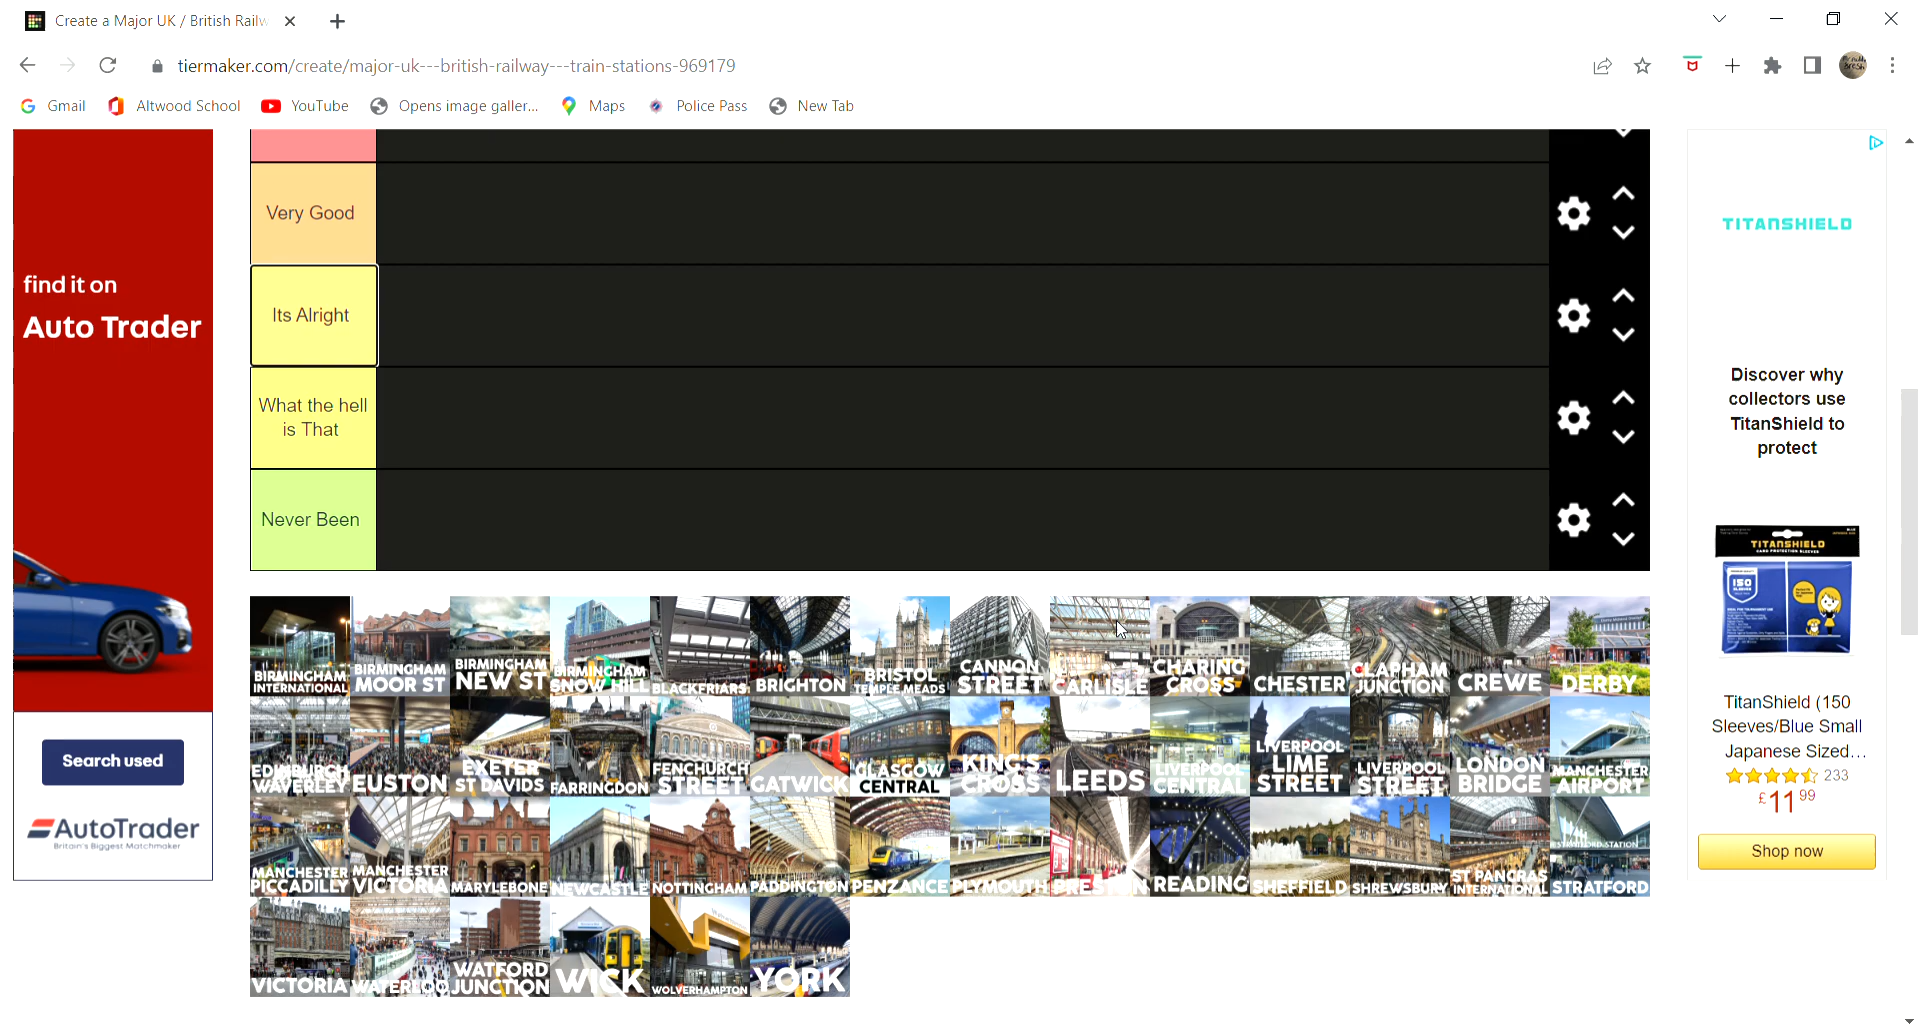 Create a Major UK / British Railw
tiermaker.com/create/major-uk---british-railway---train-stations-969179
Gmail
Altwood School
YouTube
Opens image galler...
Maps
Police Pass
New Tab
find it on
Auto Trader
Search used
AutoTrader
Britain's Biggest Matchmaker
Very Good
Its Alright
What the hell
is That
Never Been
BIRMINGHAM
INTERNATIONAL
BIRMINGHAM
MOOR ST
BIRMINGHAM
NEW ST
BIRMINGHAM
SNOW HILL
BLACKFRIARS
BRIGHTON
BRISTOL
TEMPLE MEADS
CANNON
STREET
CARLISLE
CHARING
CROSS
CHESTER
CLAPHAM
JUNCTION
CREWE
DERBY
EDINBURGH
WAVERLEY
EUSTON
EXETER
ST DAVIDS
FARRINGDON
FENCHURCH
STREET
GATWICK
GLASGOW
CENTRAL
KING'S
CROSS
LEEDS
LIVERPOOL
CENTRAL
LIVERPOOL
LIME
STREET
LIVERPOOL
STREET
LONDON
BRIDGE
MANCHESTER
AIRPORT
MANCHESTER
PICCADILLY
MANCHESTER
VICTORIA
MARYLEBONE
NEWCASTLE
NOTTINGHAM
PADDINGTON
PENZANCE
PLYMOUTH
PRESTON
READING
SHEFFIELD
SHREWSBURY
ST PANCRAS
INTERNATIONAL
STRATFORD
VICTORIA
WATERLOO
WATFORD
JUNCTION
WICK
WOLVERHAMPTON
YORK
TITANSHIELD
Discover why
collectors use
TitanShield to
protect
TITANSHIELD
150
SLEEVES
TitanShield (150
Sleeves/Blue Small
Japanese Sized...
233
£11 99
Shop now